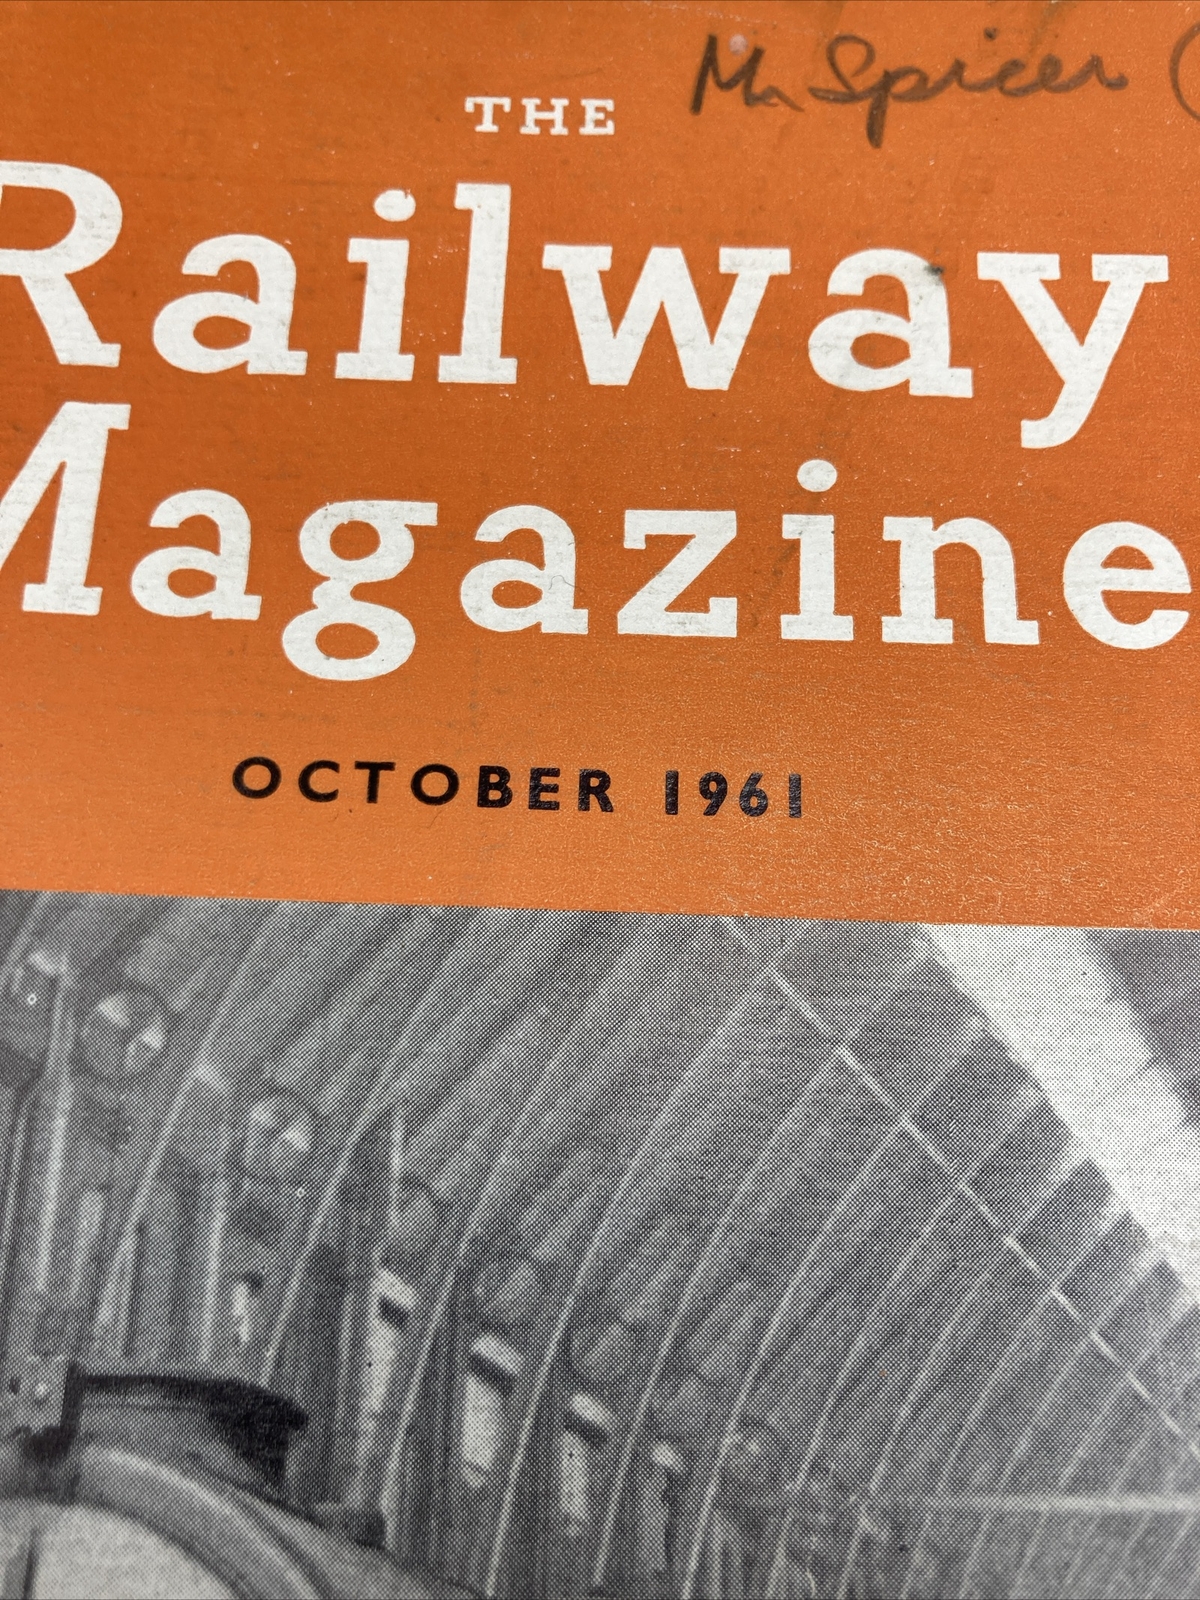 Mr Spicer (
THE
Railway
Magazine
OCTOBER 1961